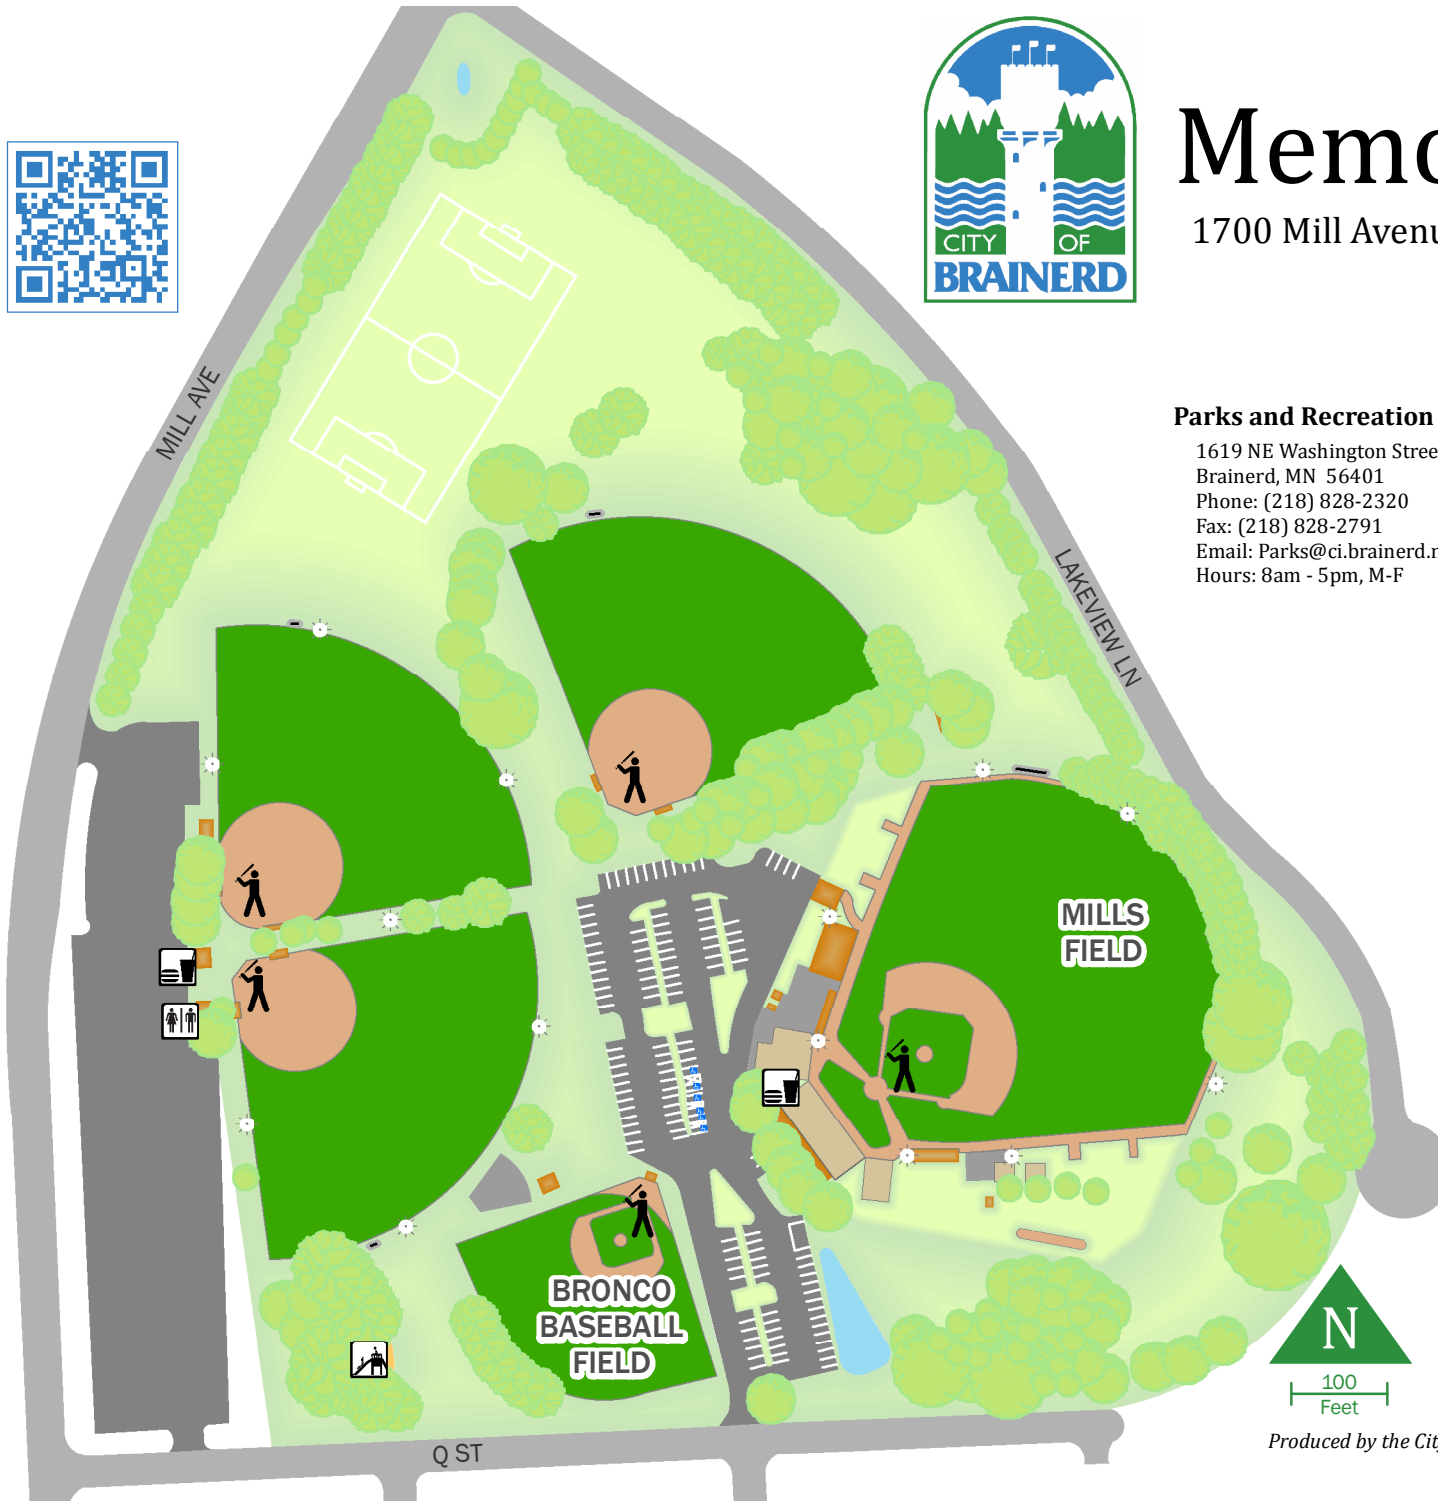 CITY OF
BRAINERD
Memo
1700 Mill Avenu
Parks and Recreation
1619 NE Washington Stree
Brainerd, MN 56401
Phone: (218) 828-2320
Fax: (218) 828-2791
Email: Parks@ci.brainerd.
Hours: 8am - 5pm, M-F
MILL AVE
LAKEVIEW LN
MILLS
FIELD
BRONCO
BASEBALL
FIELD
Q ST
N
100
Feet
Produced by the City